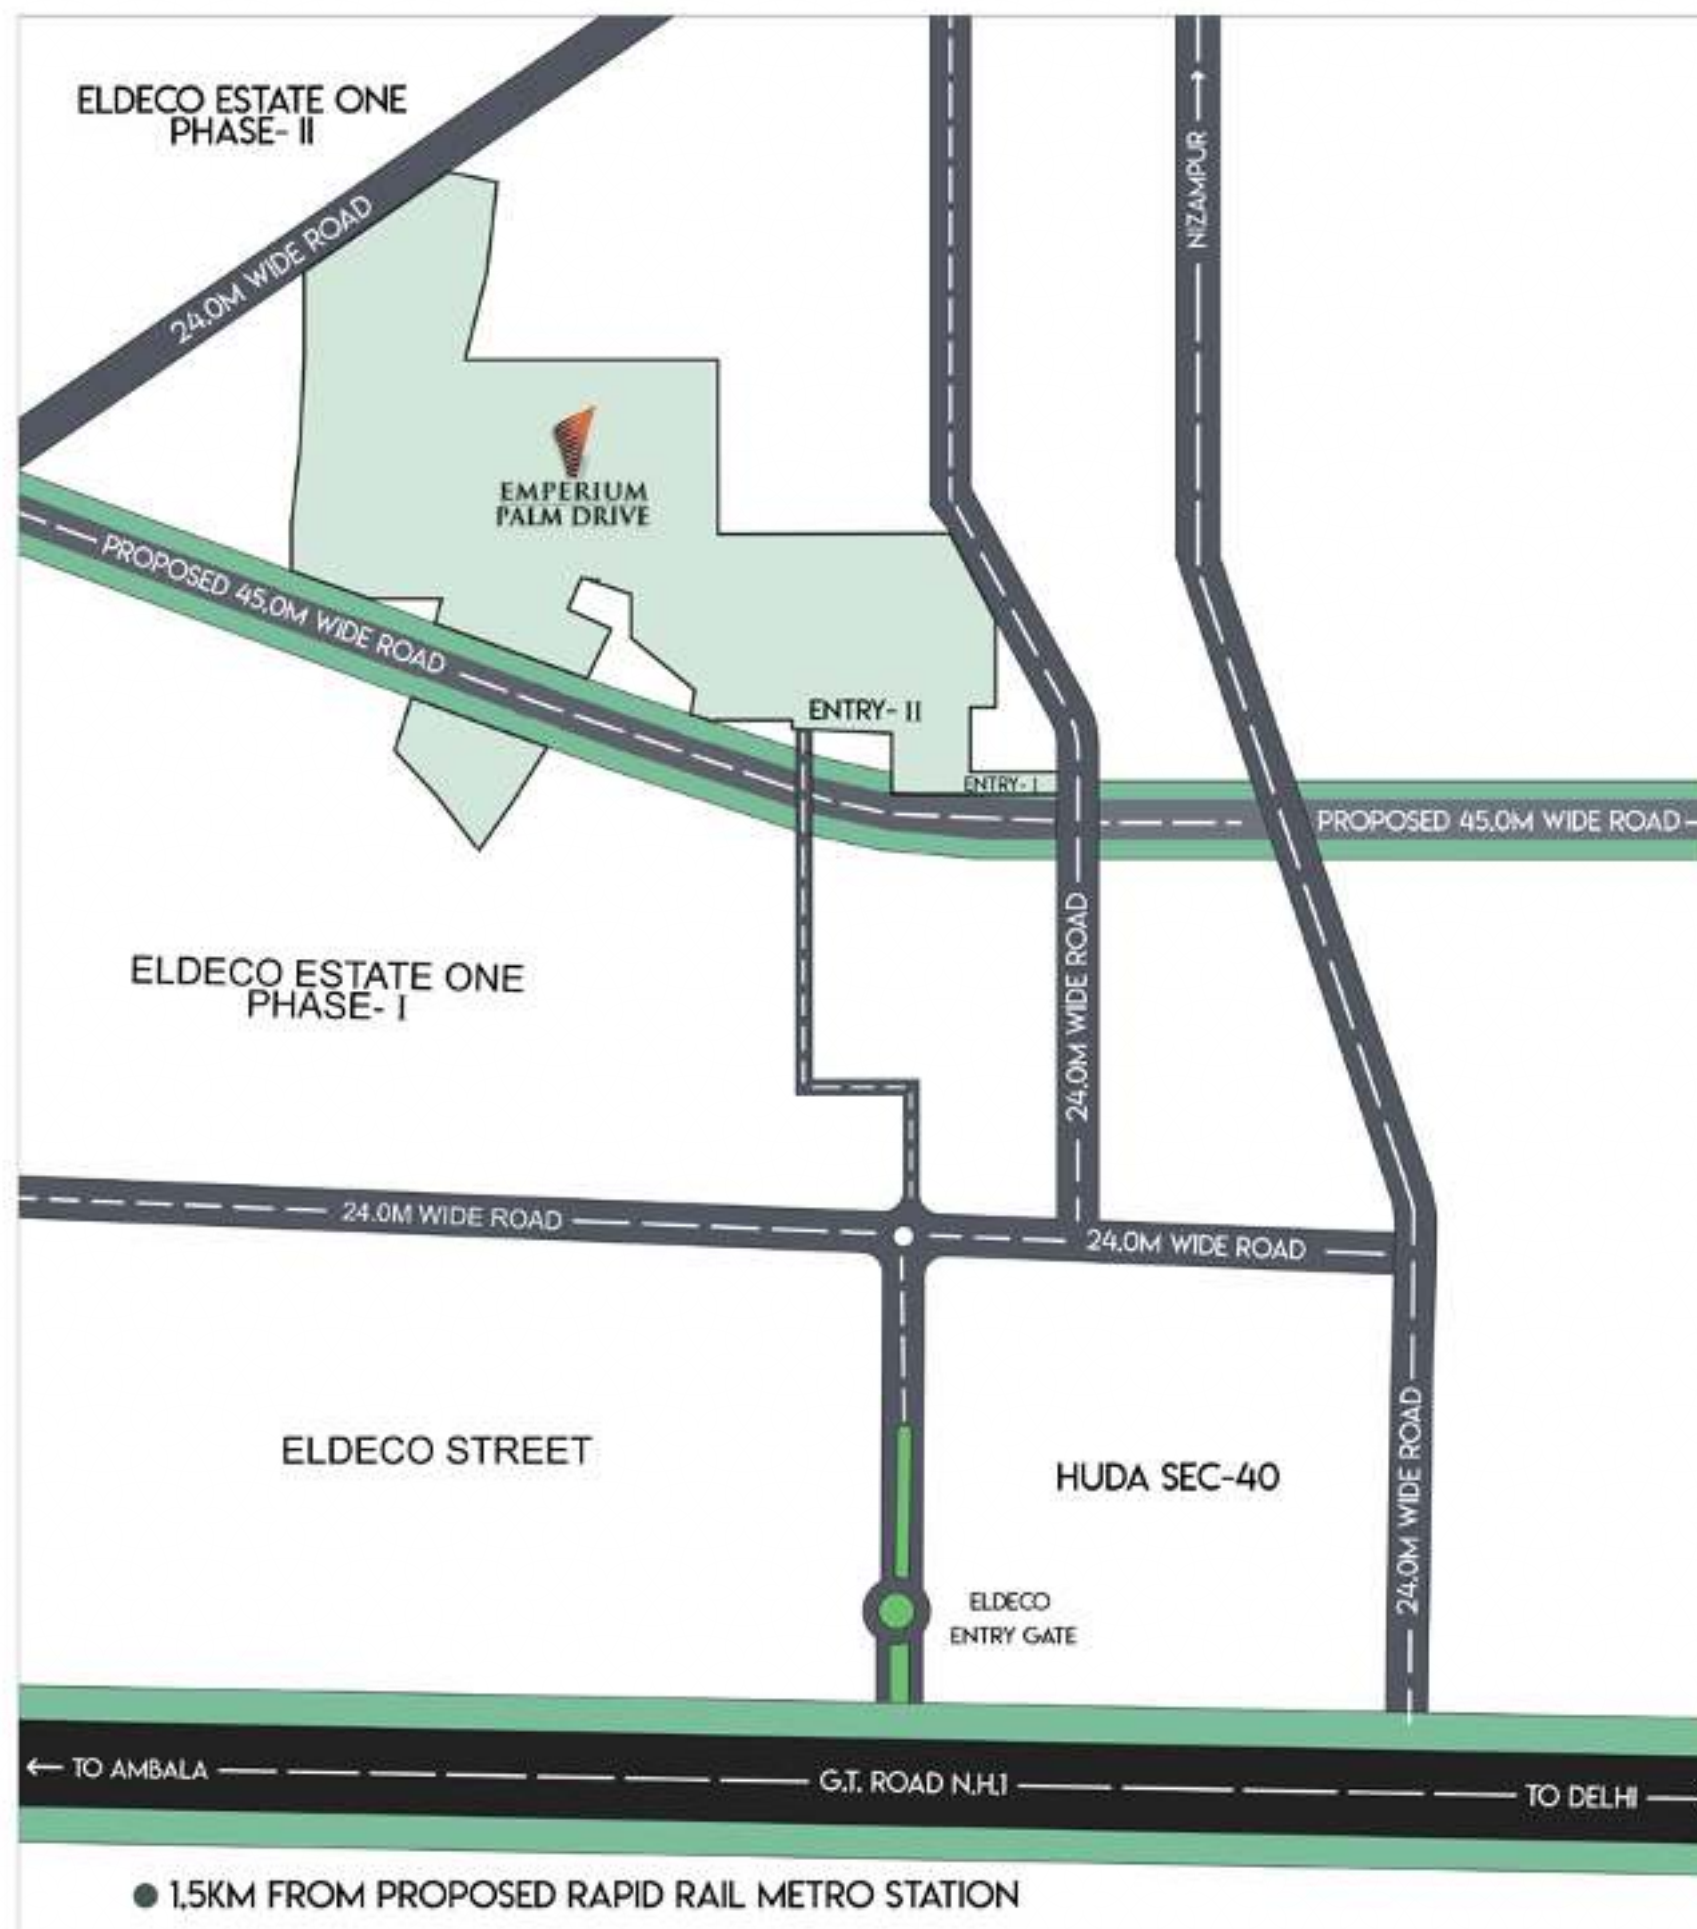 ELDECO ESTATE ONE
PHASE- II
NIZAMPUR
24.0M WIDE ROAD
EMPERIUM
PALM DRIVE
PROPOSED 45.0M WIDE ROAD
ENTRY- II
ENTRY- I
PROPOSED 45.0M WIDE ROAD
ELDECO ESTATE ONE
PHASE- I
24.0M WIDE ROAD
24.0M WIDE ROAD
24.0M WIDE ROAD
ELDECO STREET
HUDA SEC-40
24.0M WIDE ROAD
ELDECO
ENTRY GATE
← TO AMBALA
G.T. ROAD N.H.1
TO DELHI
● 1.5KM FROM PROPOSED RAPID RAIL METRO STATION